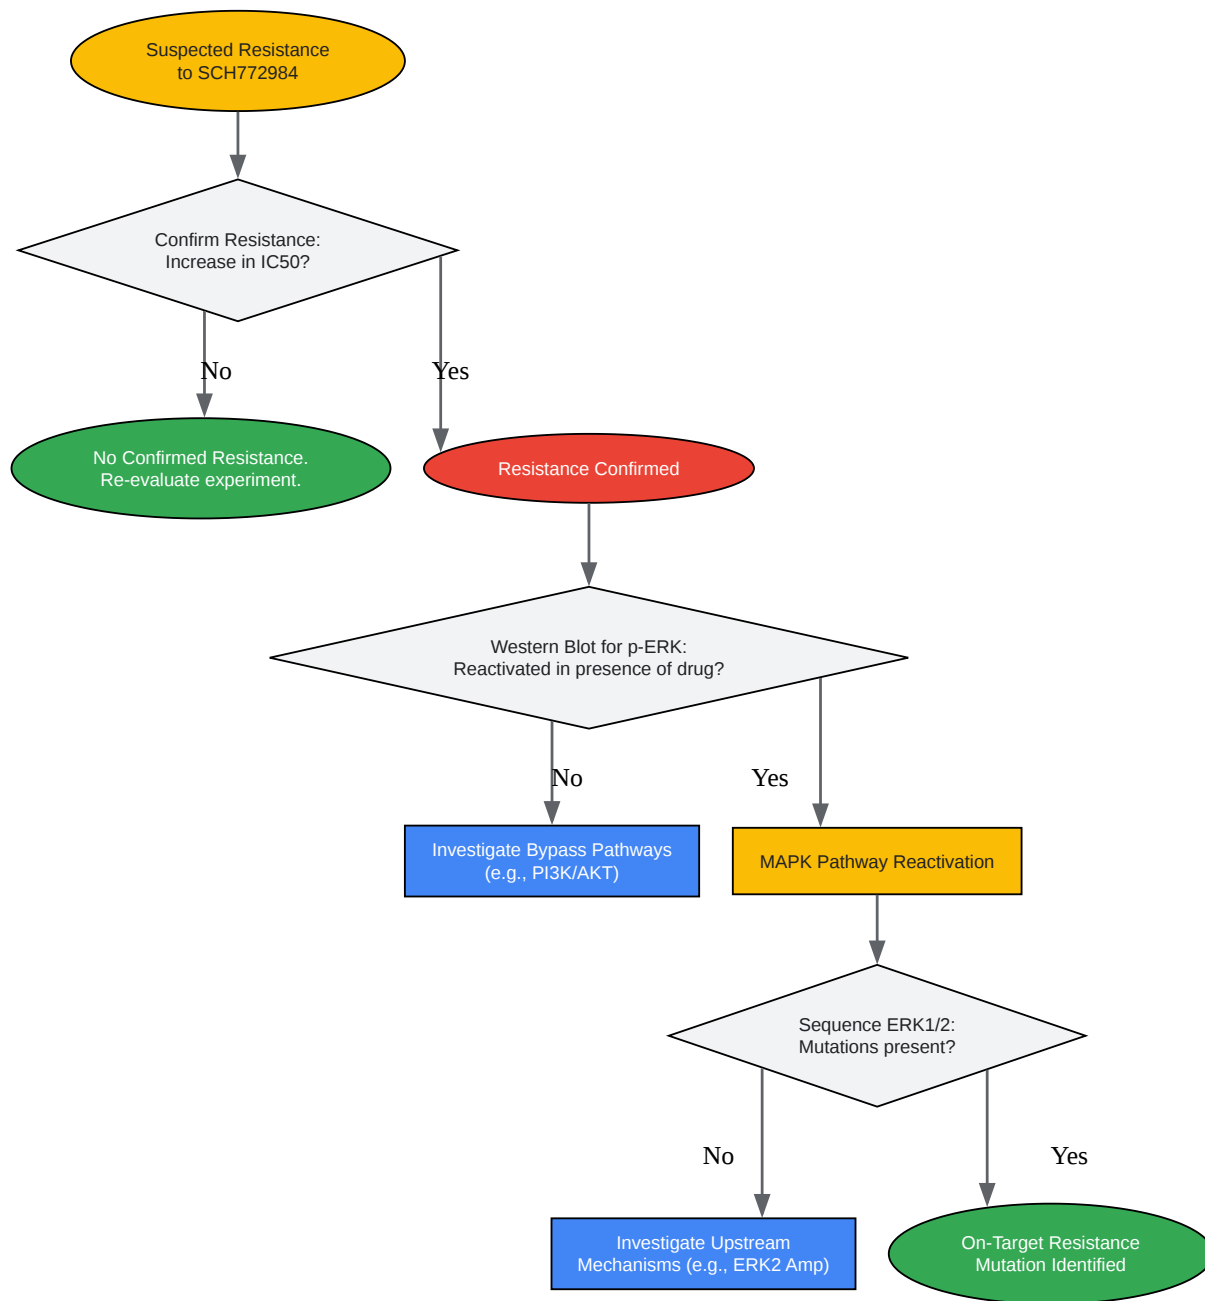 Suspected Resistance
to SCH772984
Confirm Resistance:
Increase in IC50?
No
Yes
No Confirmed Resistance.
Re-evaluate experiment.
Resistance Confirmed
Western Blot for p-ERK:
Reactivated in presence of drug?
No
Yes
Investigate Bypass Pathways
(e.g., PI3K/AKT)
MAPK Pathway Reactivation
Sequence ERK1/2:
Mutations present?
No
Yes
Investigate Upstream
Mechanisms (e.g., ERK2 Amp)
On-Target Resistance
Mutation Identified